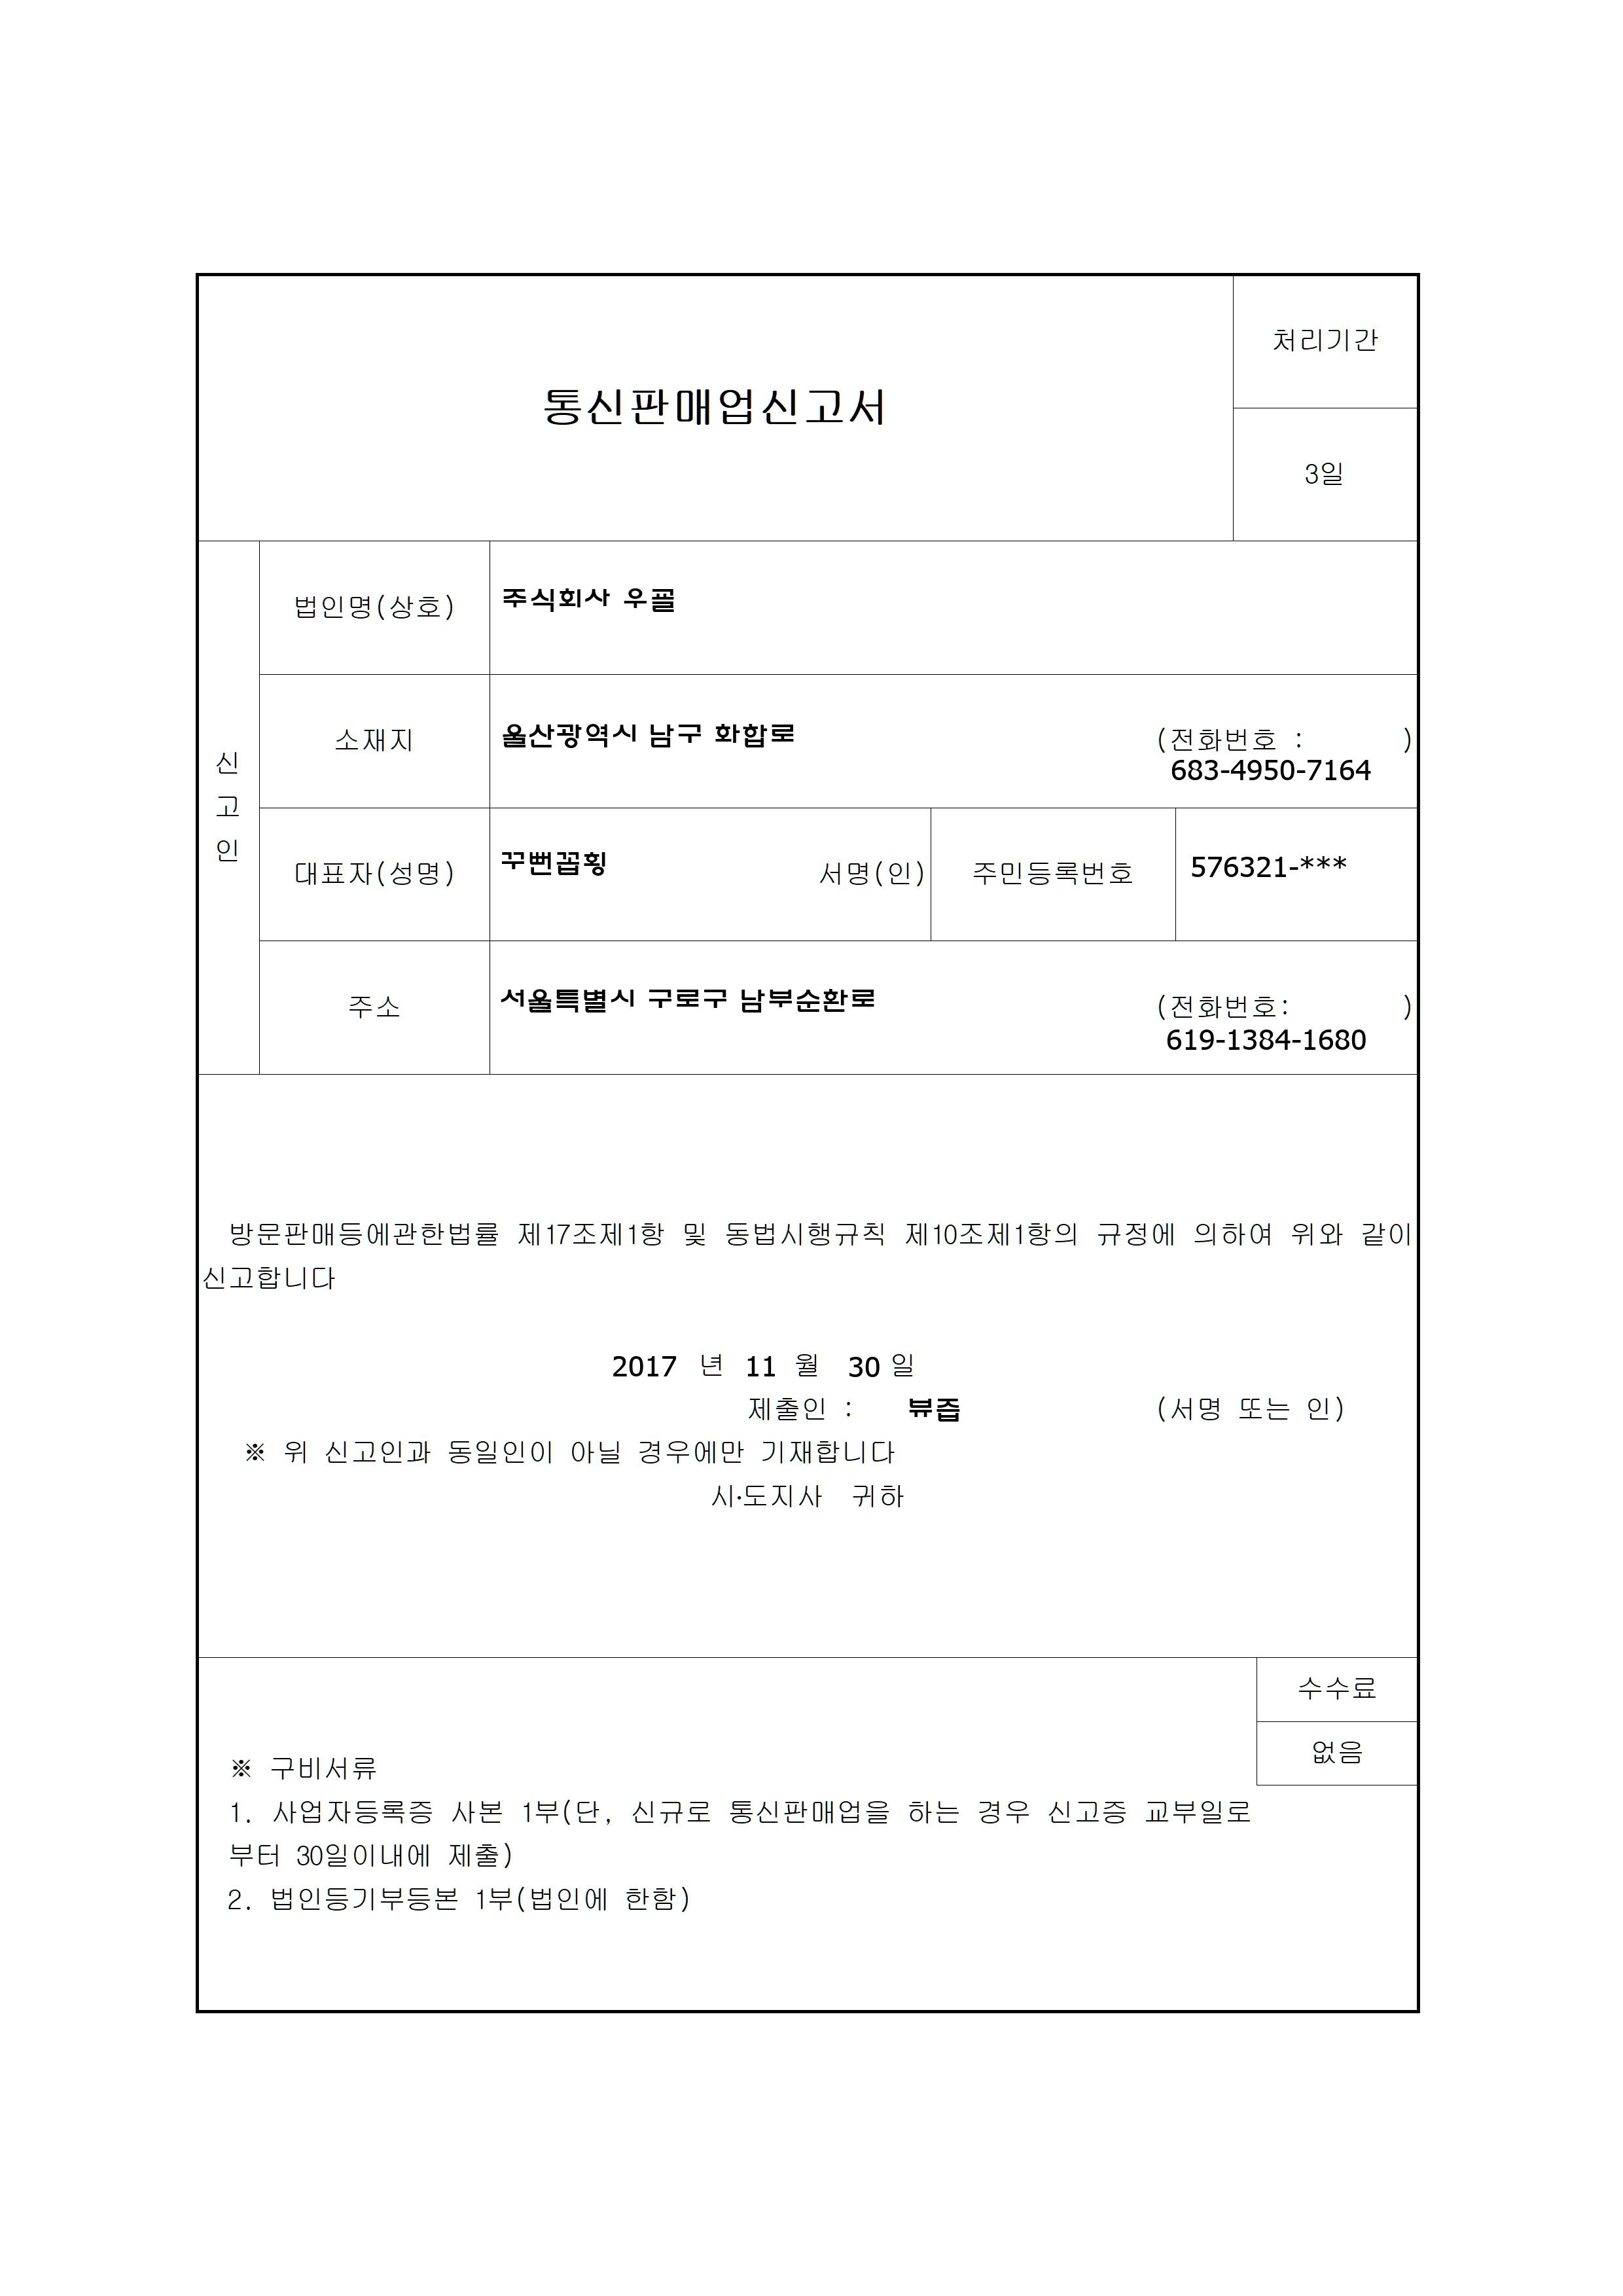 처리기간
통신판매업신고서
3일
신고인
법인명(상호) 주식회사 우꼴
소재지 울산광역시 남구 화합로 (전화번호 : )
683-4950-7164
대표자(성명) 꾸뻔꼽휭 서명(인) 주민등록번호 576321-***
주소 서울특별시 구로구 남부순환로 (전화번호: )
619-1384-1680
방문판매등에관한법률 제17조제1항 및 동법시행규칙 제10조제1항의 규정에 의하여 위와 같이
신고합니다
2017 년 11 월 30 일
제출인 : 뷰즙 (서명 또는 인)
※ 위 신고인과 동일인이 아닐 경우에만 기재합니다
시·도지사 귀하
수수료
없음
※ 구비서류
1. 사업자등록증 사본 1부(단, 신규로 통신판매업을 하는 경우 신고증 교부일로
부터 30일이내에 제출)
2. 법인등기부등본 1부(법인에 한함)